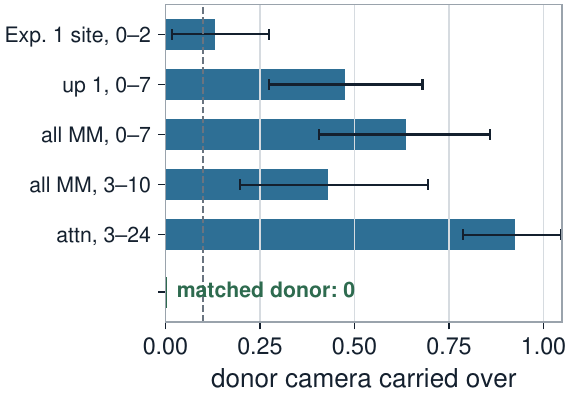 Exp. 1 site, 0–2
up 1, 0–7
all MM, 0–7
all MM, 3–10
attn, 3–24
matched donor: 0
0.00 0.25 0.50 0.75 1.00
donor camera carried over